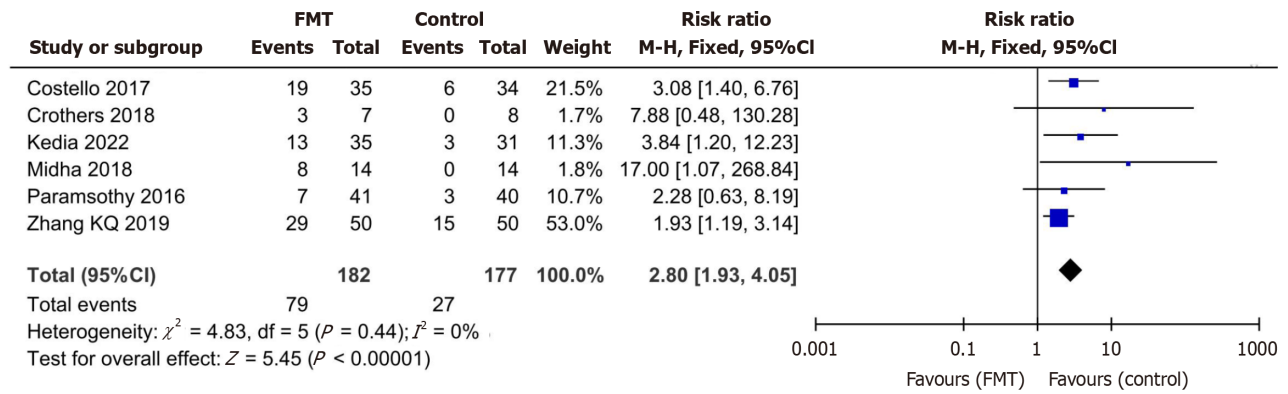 FMT Control Risk ratio Risk ratio
Study or subgroup Events Total Events Total Weight M-H, Fixed, 95%CI M-H, Fixed, 95%CI
Costello 2017 19 35 6 34 21.5% 3.08 [1.40, 6.76]
Crothers 2018 3 7 0 8 1.7% 7.88 [0.48, 130.28]
Kedia 2022 13 35 3 31 11.3% 3.84 [1.20, 12.23]
Midha 2018 8 14 0 14 1.8% 17.00 [1.07, 268.84]
Paramsothy 2016 7 41 3 40 10.7% 2.28 [0.63, 8.19]
Zhang KQ 2019 29 50 15 50 53.0% 1.93 [1.19, 3.14]
Total (95%CI) 182 177 100.0% 2.80 [1.93, 4.05]
Total events 79 27
Heterogeneity: χ² = 4.83, df = 5 (P = 0.44); I² = 0%
Test for overall effect: Z = 5.45 (P < 0.00001)
0.001 0.1 1 10 1000
Favours (FMT) Favours (control)